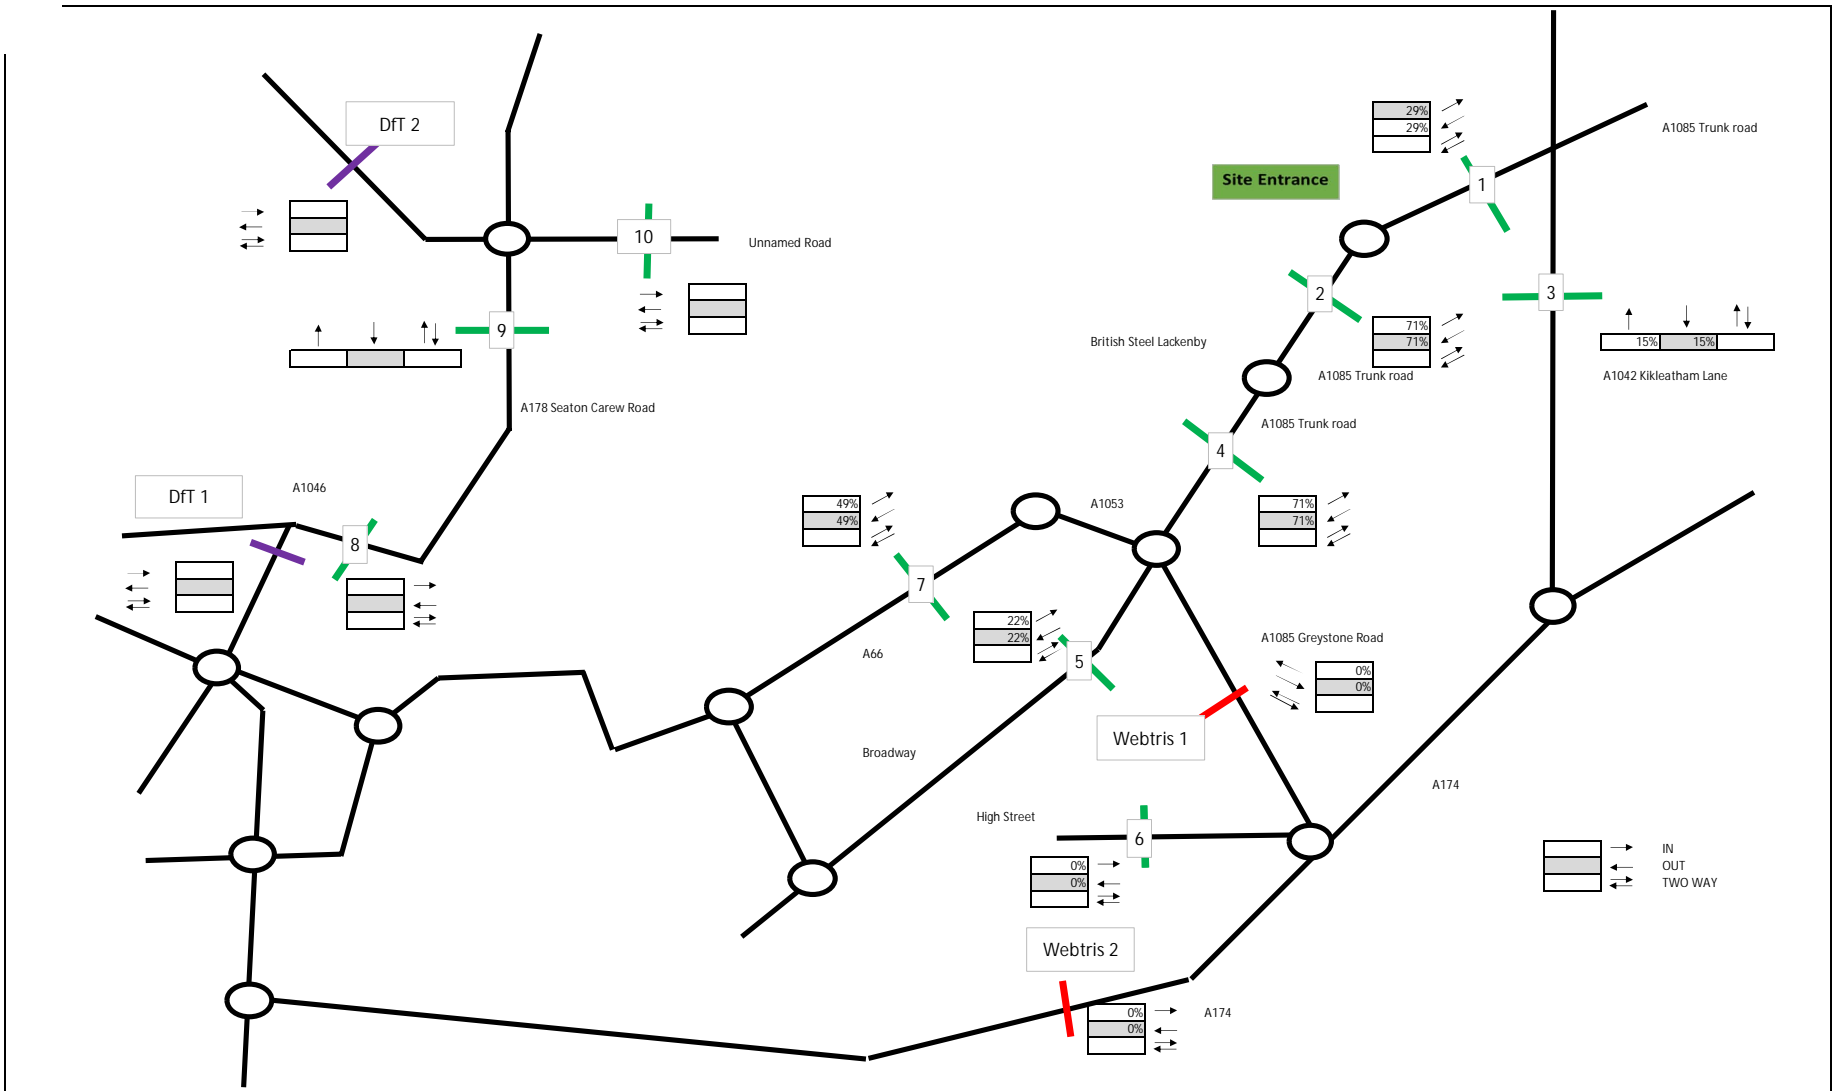 DfT 2
29%
29%
A1085 Trunk road
Site Entrance
1
10
Unnamed Road
2
3
9
71%
71%
15%
15%
British Steel Lackenby
A1085 Trunk road
A1042 Kikleatham Lane
A178 Seaton Carew Road
A1085 Trunk road
4
DfT 1
A1046
49%
49%
A1053
71%
71%
8
7
22%
22%
A1085 Greystone Road
A66
5
0%
0%
Webtris 1
Broadway
A174
High Street
6
0%
0%
IN
OUT
TWO WAY
Webtris 2
0%
0%
A174